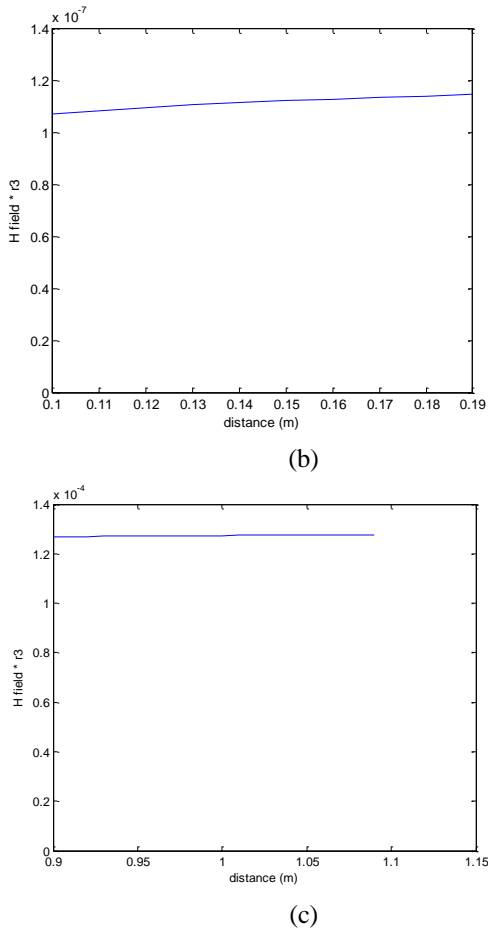 x 10-7
1.4
1.2
1
0.8
0.6
0.4
0.2
0
H field * r3
0.1 0.11 0.12 0.13 0.14 0.15 0.16 0.17 0.18 0.19
distance (m)
(b)
x 10-4
1.4
1.2
1
0.8
0.6
0.4
0.2
0
H field * r3
0.9 0.95 1 1.05 1.1 1.15
distance (m)
(c)